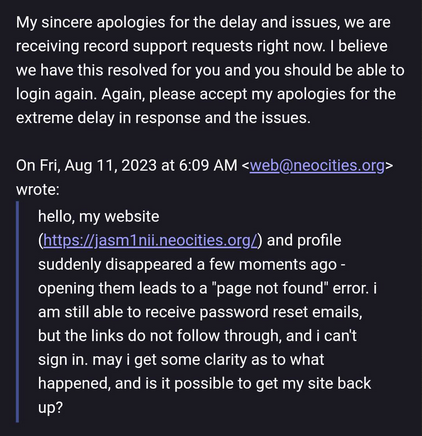 My sincere apologies for the delay and issues, we are
receiving record support requests right now. I believe
we have this resolved for you and you should be able to
login again. Again, please accept my apologies for the
extreme delay in response and the issues.
On Fri, Aug 11, 2023 at 6:09 AM <web@neocities.org>
wrote:
hello, my website
(https://jasm1nii.neocities.org/) and profile
suddenly disappeared a few moments ago -
opening them leads to a "page not found" error. i
am still able to receive password reset emails,
but the links do not follow through, and i can't
sign in. may i get some clarity as to what
happened, and is it possible to get my site back
up?